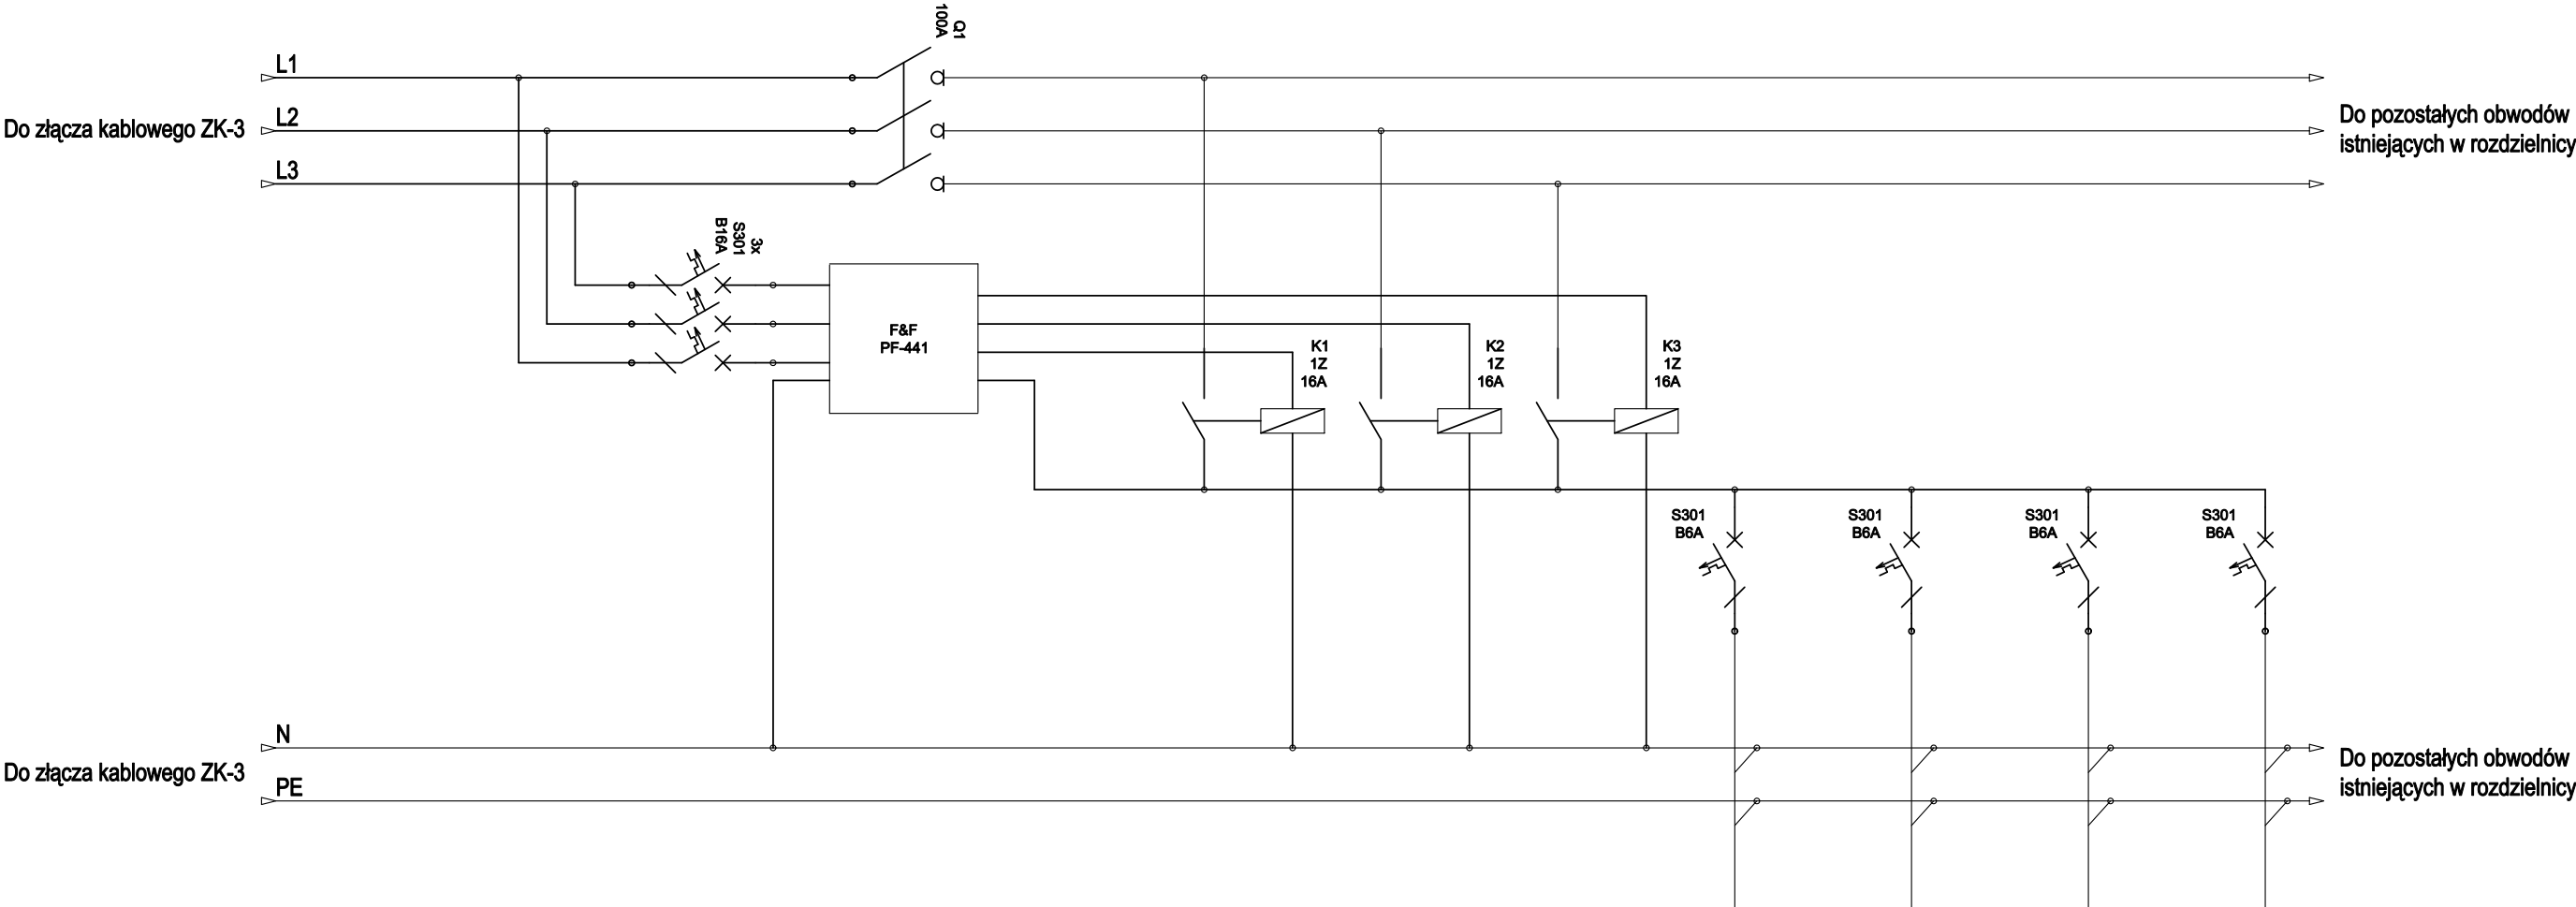 Q1
100A
L1
L2
L3
Do złącza kablowego ZK-3
Do pozostałych obwodów
istniejących w rozdzielnicy
3x
S301
B16A
F&F
PF-441
K1
1Z
16A
K2
1Z
16A
K3
1Z
16A
S301
B6A
S301
B6A
S301
B6A
S301
B6A
N
PE
Do złącza kablowego ZK-3
Do pozostałych obwodów
istniejących w rozdzielnicy